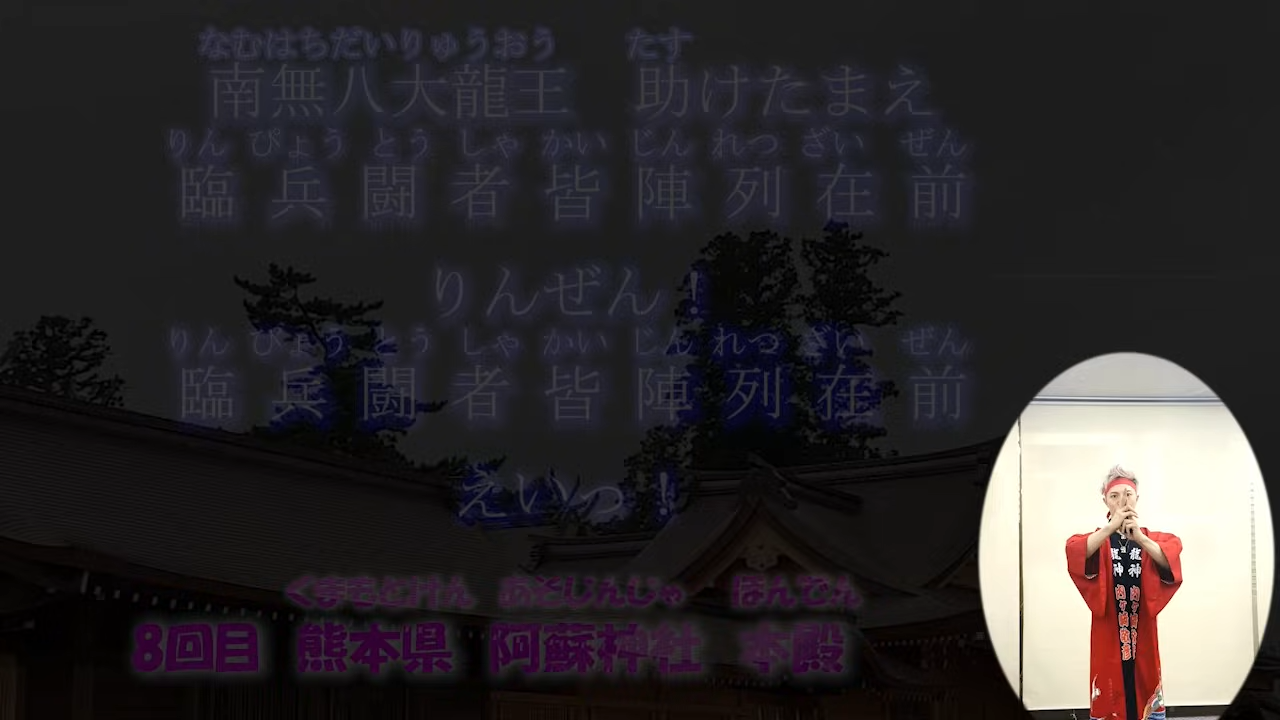 なむはちだいりゅうおう たす
南無八大龍王 助けたまえ
りん ぴょう とう しゃ かい じん れつ ざい ぜん
臨 兵 闘 者 皆 陣 列 在 前
りんぜん！
りん ぴょう とう しゃ かい じん れつ ざい ぜん
臨 兵 闘 者 皆 陣 列 在 前
えいっ！
くまもとけん あそじんじゃ ほんでん
8回目 熊本県 阿蘇神社 本殿
龍神 龍神